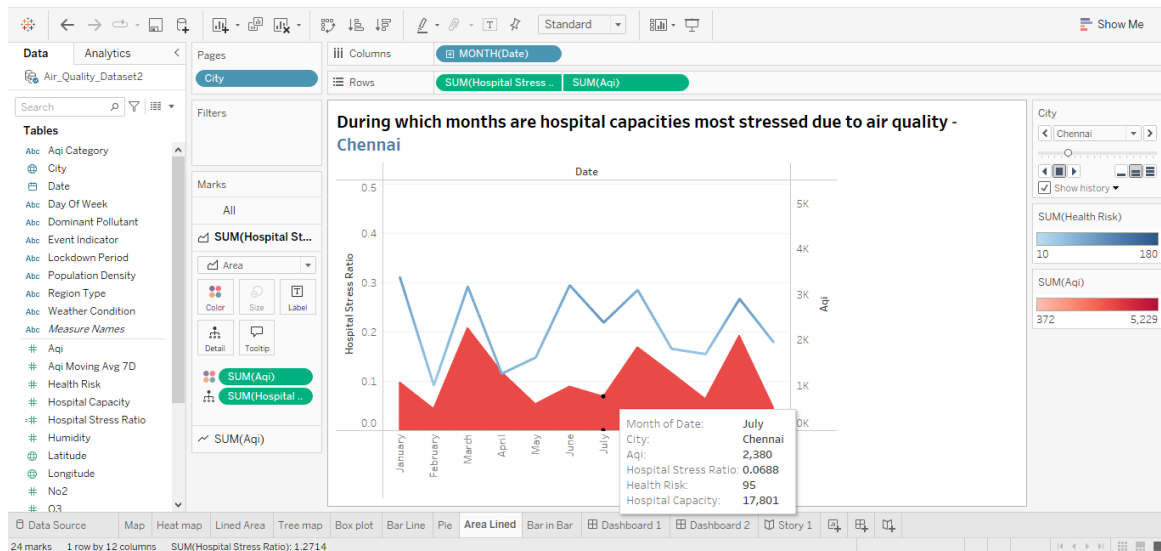 Standard
Show Me
Data
Analytics
Air_Quality_Dataset2
Search
Tables
Abc Aqi Category
City
Date
Abc Day Of Week
Abc Dominant Pollutant
Abc Event Indicator
Abc Lockdown Period
Abc Population Density
Abc Region Type
Abc Weather Condition
Abc Measure Names
# Aqi
# Aqi Moving Avg 7D
# Health Risk
# Hospital Capacity
=# Hospital Stress Ratio
# Humidity
Latitude
Longitude
# No2
# O3
Pages
City
Filters
Marks
All
SUM(Hospital St...
Area
Color
Size
Label
Detail
Tooltip
SUM(Aqi)
SUM(Hospital ..
SUM(Aqi)
Columns
MONTH(Date)
Rows
SUM(Hospital Stress ..
SUM(Aqi)
During which months are hospital capacities most stressed due to air quality -
Chennai
Date
0.5
0.4
0.3
0.2
0.1
0.0
Hospital Stress Ratio
5K
4K
3K
2K
1K
0K
Aqi
January
February
March
April
May
June
July
Month of Date: July
City: Chennai
Aqi: 2,380
Hospital Stress Ratio: 0.0688
Health Risk: 95
Hospital Capacity: 17,801
City
Chennai
Show history
SUM(Health Risk)
10 180
SUM(Aqi)
372 5,229
Data Source
Map
Heat map
Lined Area
Tree map
Box plot
Bar Line
Pie
Area Lined
Bar in Bar
Dashboard 1
Dashboard 2
Story 1
24 marks 1 row by 12 columns SUM(Hospital Stress Ratio): 1.2714